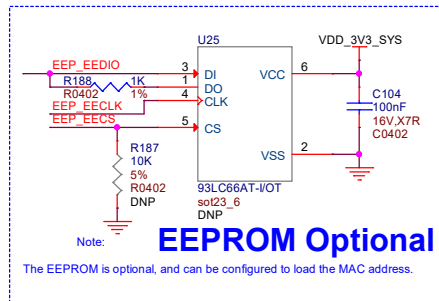 U25
VDD_3V3_SYS
EEP_EEDIO
3
DI
VCC
6
R188
1K
1
DO
R0402
1%
4
CLK
EEP_EECLK
EEP_EECS
5
CS
C104
100nF
16V,X7R
C0402
R187
10K
5%
R0402
DNP
VSS
2
93LC66AT-I/OT
sot23_6
DNP
Note:
EEPROM Optional
The EEPROM is optional, and can be configured to load the MAC address.